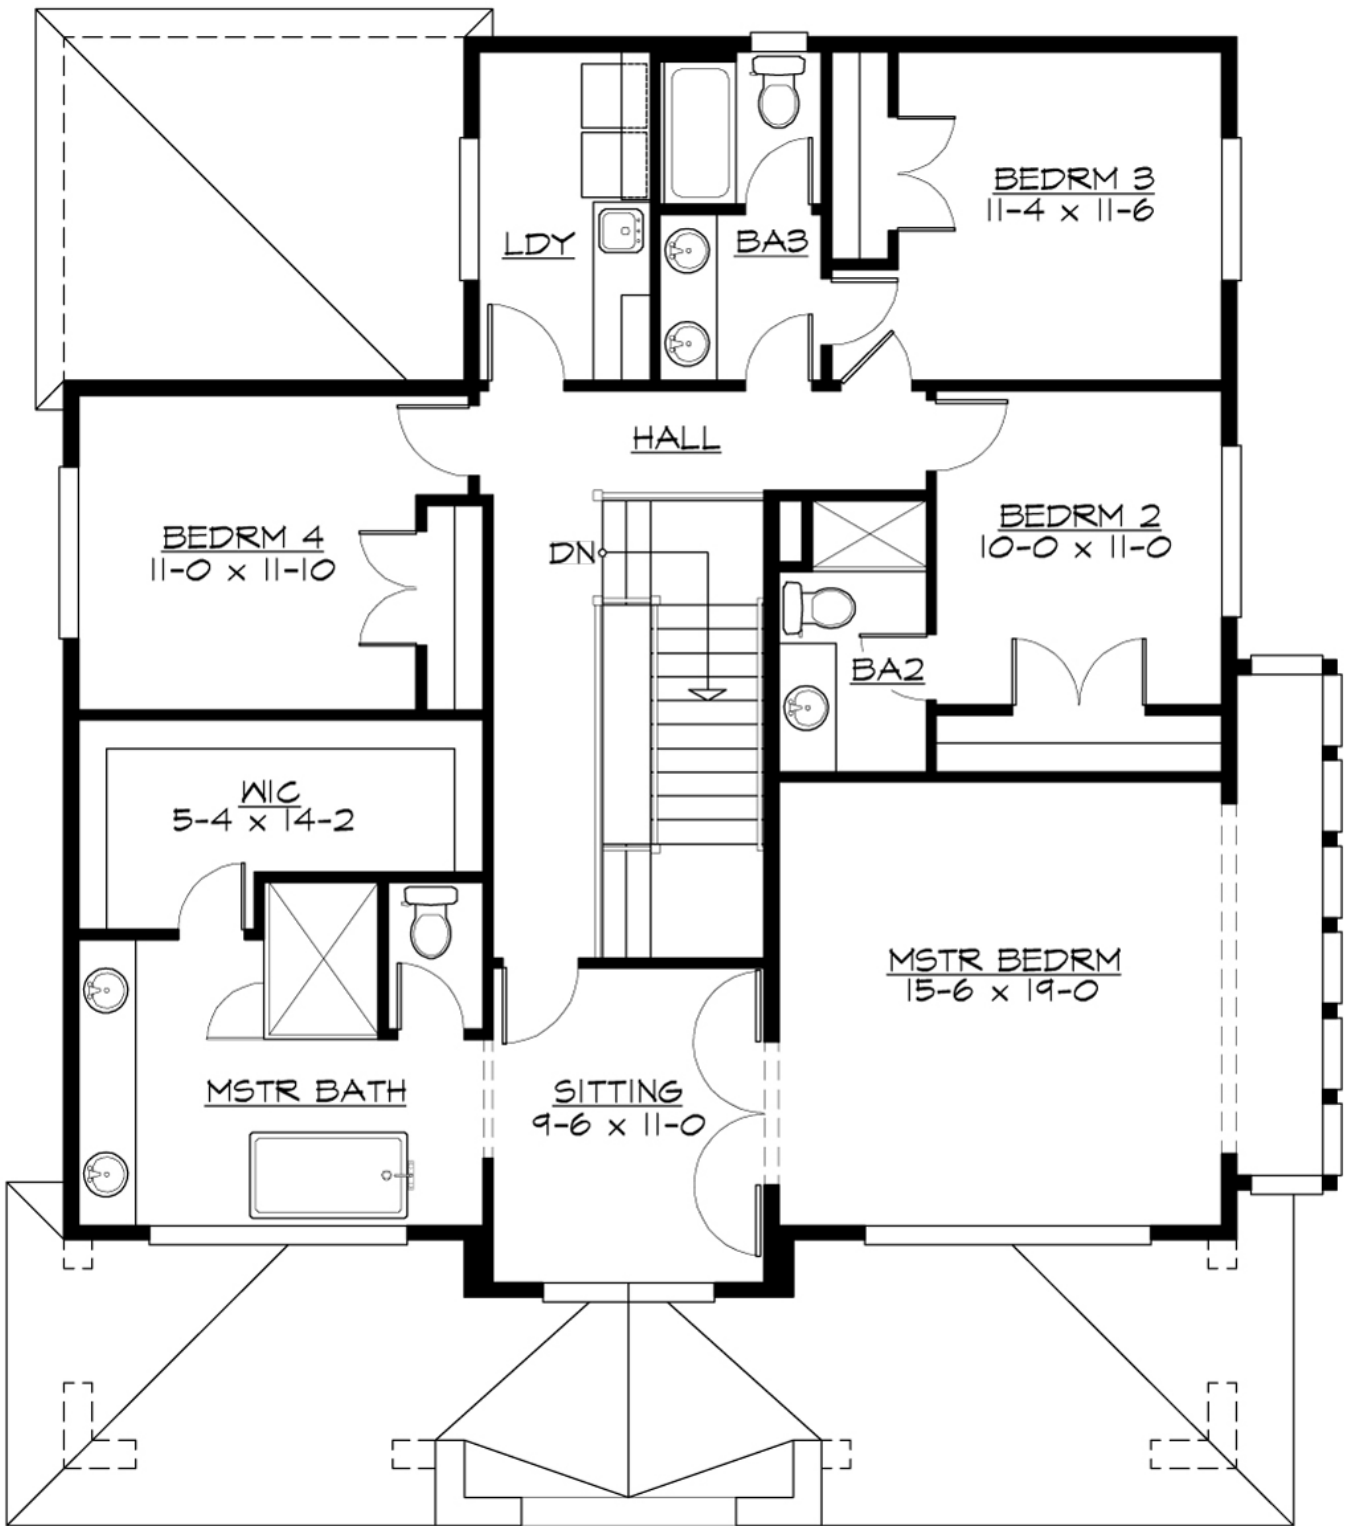 BEDRM 3
11-4 x 11-6
LDY
BA3
HALL
BEDRM 4
11-0 x 11-10
DN
BEDRM 2
10-0 x 11-0
BA2
WIC
5-4 x 14-2
MSTR BEDRM
15-6 x 19-0
MSTR BATH
SITTING
9-6 x 11-0